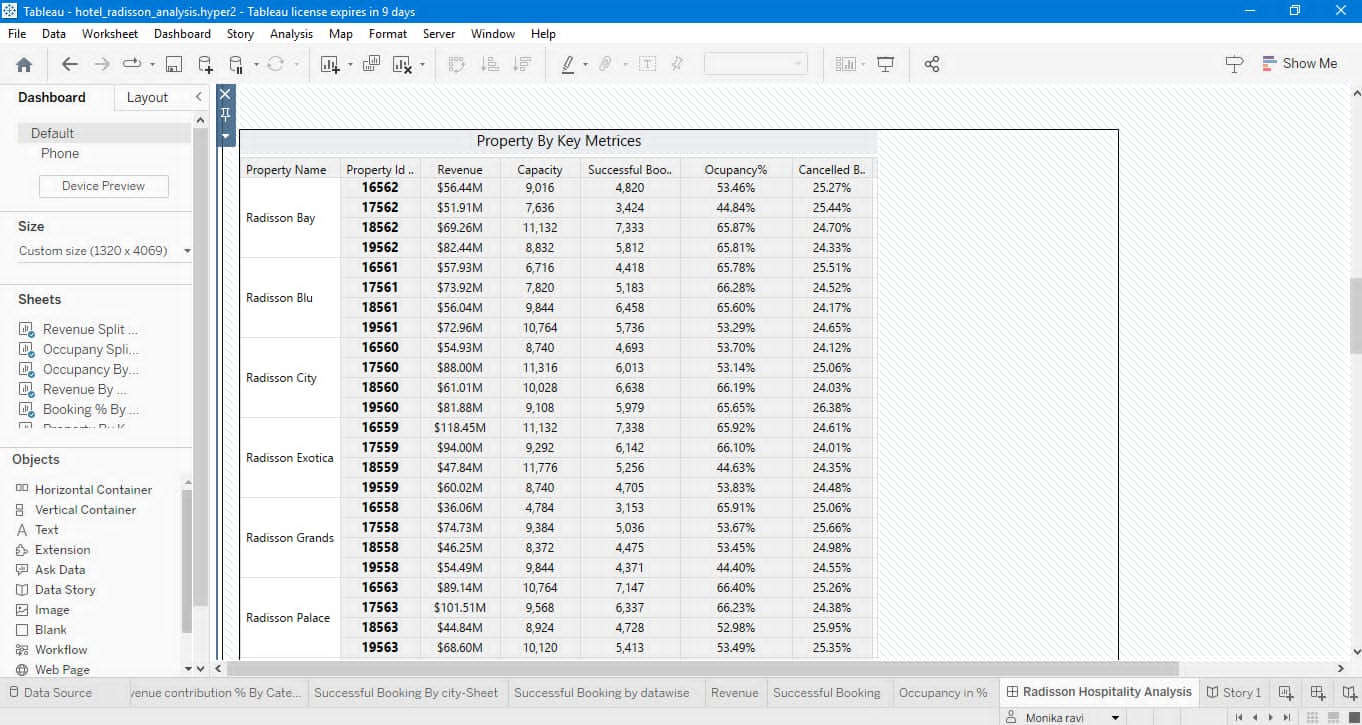 Tableau - hotel_radisson_analysis.hyper2 - Tableau license expires in 9 days
File Data Worksheet Dashboard Story Analysis Map Format Server Window Help
Show Me
Dashboard Layout
Default
Phone
Device Preview
Size
Custom size (1320 x 4069)
Sheets
Revenue Split ...
Occupany Spli...
Occupancy By...
Revenue By ...
Booking % By ...
Objects
Horizontal Container
Vertical Container
A Text
Extension
Ask Data
Data Story
Image
Blank
Workflow
Web Page
Property By Key Metrices
Property Name Property Id .. Revenue Capacity Successful Boo.. Ocupancy% Cancelled B..
Radisson Bay
16562 $56.44M 9,016 4,820 53.46% 25.27%
17562 $51.91M 7,636 3,424 44.84% 25.44%
18562 $69.26M 11,132 7,333 65.87% 24.70%
19562 $82.44M 8,832 5,812 65.81% 24.33%
Radisson Blu
16561 $57.93M 6,716 4,418 65.78% 25.51%
17561 $73.92M 7,820 5,183 66.28% 24.52%
18561 $56.04M 9,844 6,458 65.60% 24.17%
19561 $72.96M 10,764 5,736 53.29% 24.65%
Radisson City
16560 $54.93M 8,740 4,693 53.70% 24.12%
17560 $88.00M 11,316 6,013 53.14% 25.06%
18560 $61.01M 10,028 6,638 66.19% 24.03%
19560 $81.88M 9,108 5,979 65.65% 26.38%
Radisson Exotica
16559 $118.45M 11,132 7,338 65.92% 24.61%
17559 $94.00M 9,292 6,142 66.10% 24.01%
18559 $47.84M 11,776 5,256 44.63% 24.35%
19559 $60.02M 8,740 4,705 53.83% 24.48%
Radisson Grands
16558 $36.06M 4,784 3,153 65.91% 25.06%
17558 $74.73M 9,384 5,036 53.67% 25.66%
18558 $46.25M 8,372 4,475 53.45% 24.98%
19558 $54.49M 9,844 4,371 44.40% 24.55%
Radisson Palace
16563 $89.14M 10,764 7,147 66.40% 25.26%
17563 $101.51M 9,568 6,337 66.23% 24.38%
18563 $44.84M 8,924 4,728 52.98% 25.95%
19563 $68.60M 10,120 5,413 53.49% 25.35%
Data Source venue contribution % By Cate... Successful Booking By city-Sheet Successful Booking by datawise Revenue Successful Booking Occupancy in % Radisson Hospitality Analysis Story 1
Monika ravi